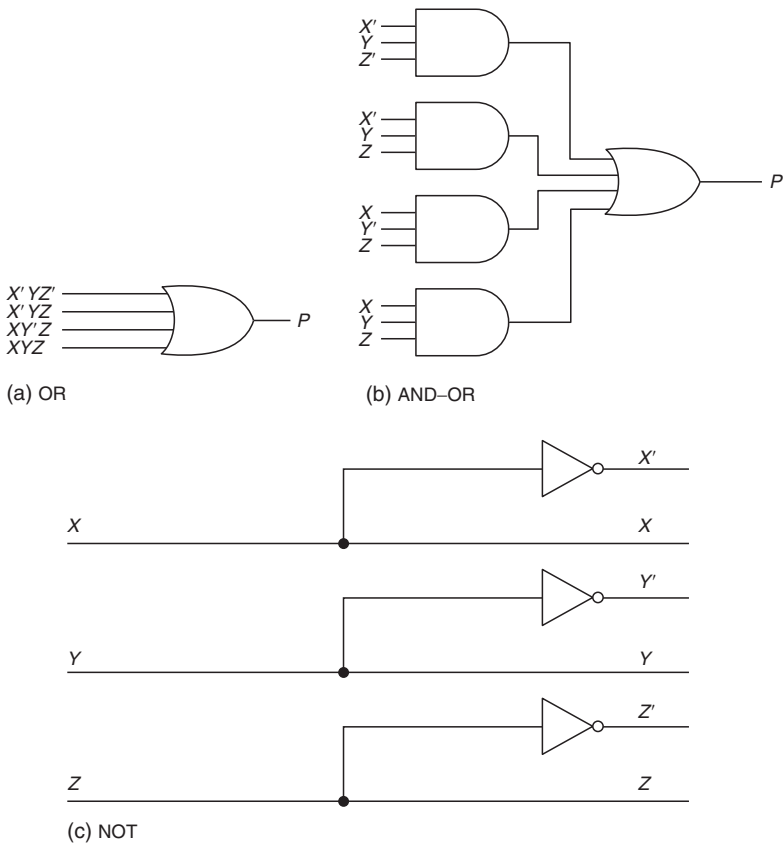 X′
Y
Z′
X′
Y
Z
X
Y′
Z
X
Y
Z
P
X′YZ′
X′YZ
XY′Z
XYZ
P
(a) OR
(b) AND–OR
X′
X
X
Y′
Y
Y
Z′
Z
Z
(c) NOT